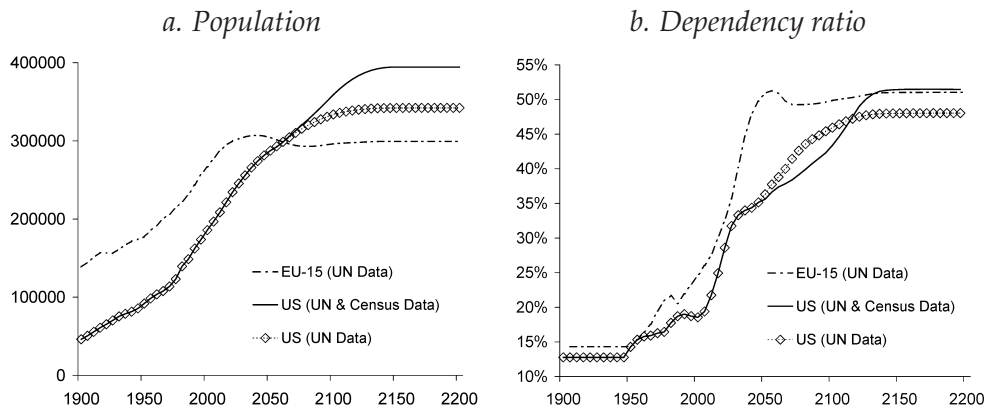 a. Population
400000
300000
200000
100000
0
1900 1950 2000 2050 2100 2150 2200
EU-15 (UN Data)
US (UN & Census Data)
US (UN Data)
b. Dependency ratio
55%
50%
45%
40%
35%
30%
25%
20%
15%
10%
1900 1950 2000 2050 2100 2150 2200
EU-15 (UN Data)
US (UN & Census Data)
US (UN Data)